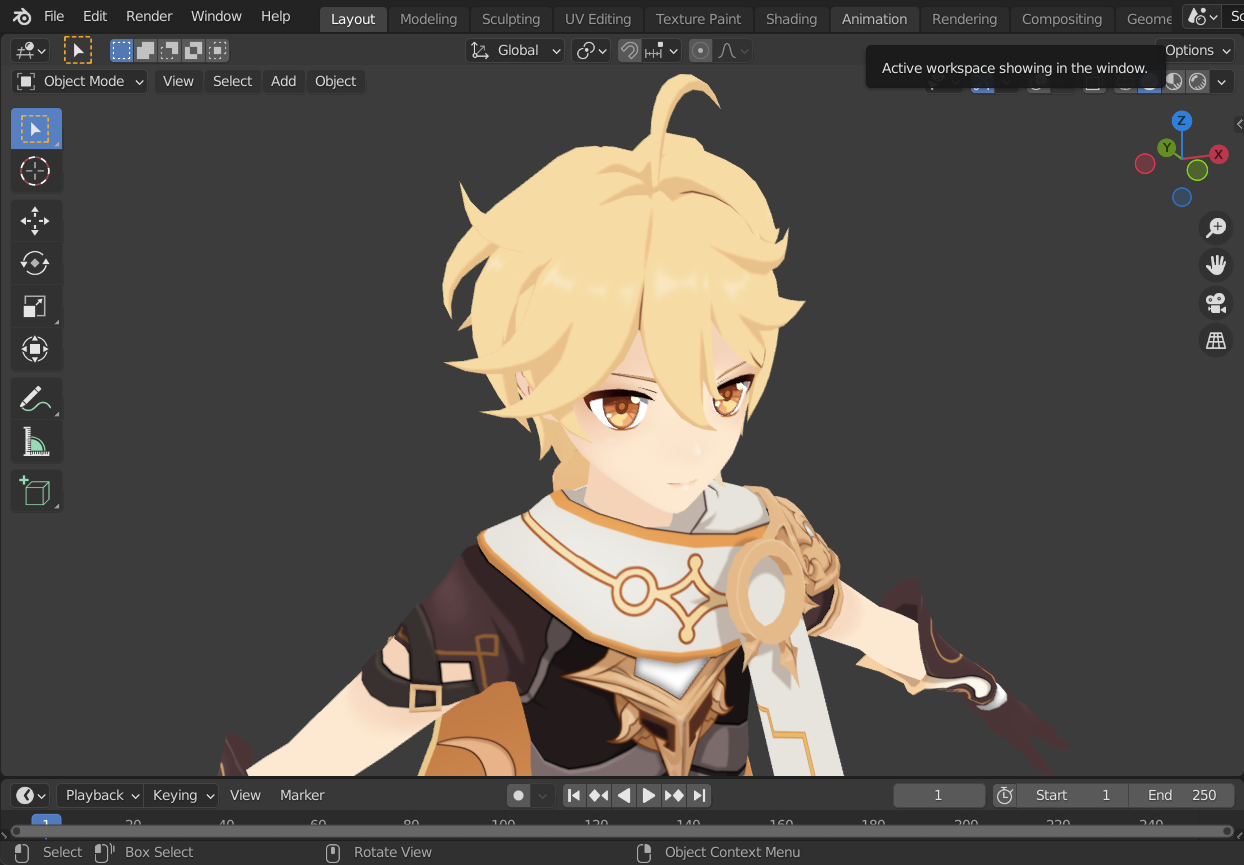 File Edit Render Window Help Layout Modeling Sculpting UV Editing Texture Paint Shading Animation Rendering Compositing
Global Options
Object Mode View Select Add Object
Active workspace showing in the window.
Z
Y X
Playback Keying View Marker 1 Start 1 End 250
1 20 40 60 80 100 120 140 160 180 200 220 240
Select Box Select Rotate View Object Context Menu